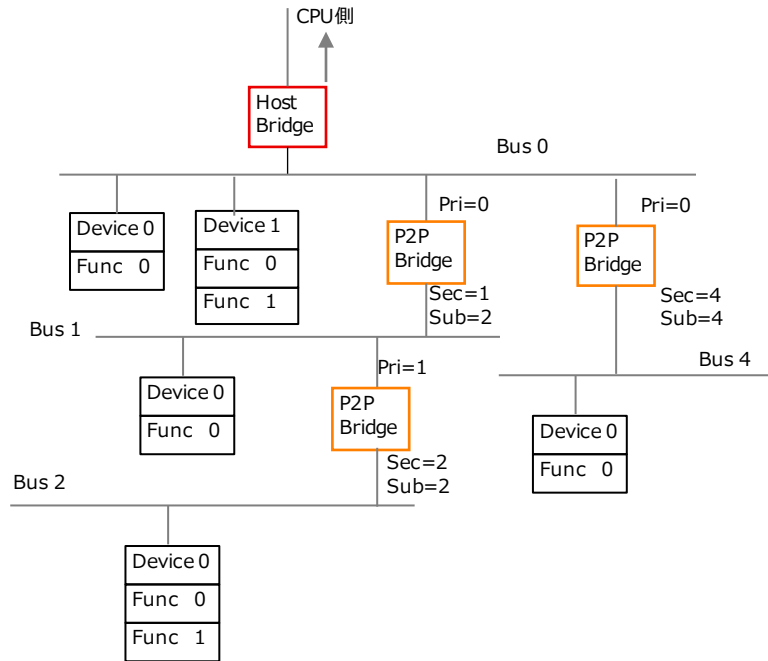 CPU側
Host
Bridge
Bus 0
Device 0
Func 0
Device 1
Func 0
Func 1
Pri=0
P2P
Bridge
Sec=1
Sub=2
Pri=0
P2P
Bridge
Sec=4
Sub=4
Bus 1
Device 0
Func 0
Pri=1
P2P
Bridge
Sec=2
Sub=2
Bus 4
Device 0
Func 0
Bus 2
Device 0
Func 0
Func 1